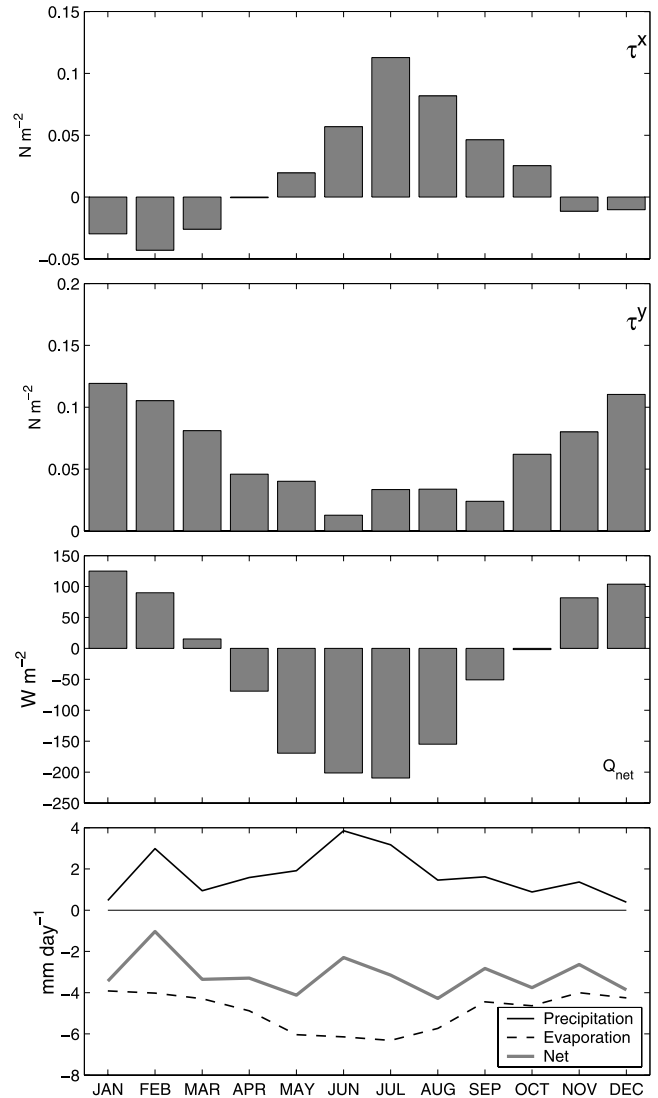 0.15
0.1
0.05
0
−0.05
N m−2
τx
0.2
0.15
0.1
0.05
0
N m−2
τy
150
100
50
0
−50
−100
−150
−200
−250
W m−2
Qnet
4
2
0
−2
−4
−6
−8
mm day−1
Precipitation
Evaporation
Net
JAN FEB MAR APR MAY JUN JUL AUG SEP OCT NOV DEC